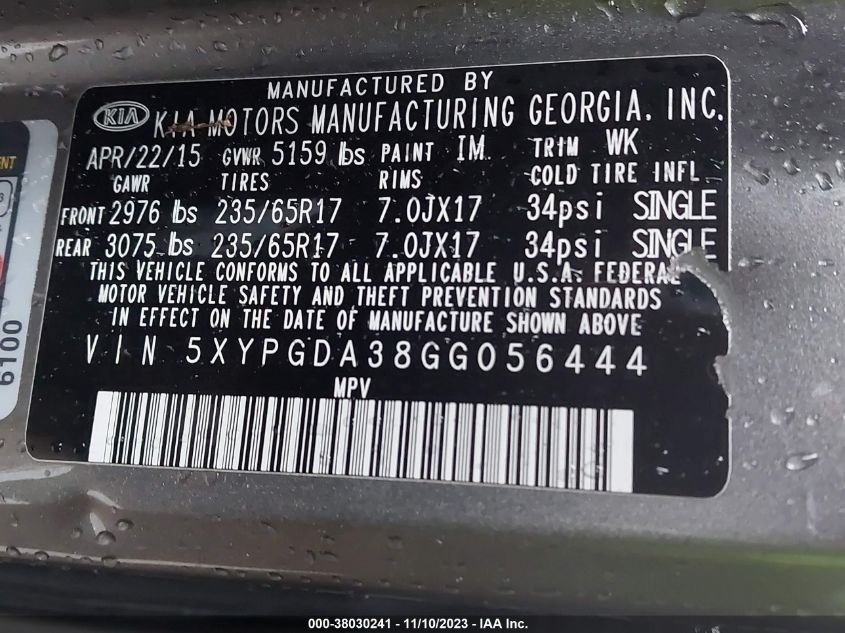 MANUFACTURED BY
KIA KIA MOTORS MANUFACTURING GEORGIA, INC.
APR/22/15 GVWR 5159 lbs PAINT IM TRIM WK
GAWR TIRES RIMS COLD TIRE INFL
FRONT 2976 lbs 235/65R17 7.0JX17 34psi SINGLE
REAR 3075 lbs 235/65R17 7.0JX17 34psi SINGLE
THIS VEHICLE CONFORMS TO ALL APPLICABLE U.S.A. FEDERAL
MOTOR VEHICLE SAFETY AND THEFT PREVENTION STANDARDS
IN EFFECT ON THE DATE OF MANUFACTURE SHOWN ABOVE
VIN 5XYPGDA38GG056444
MPV
6100
000-38030241 - 11/10/2023 - IAA Inc.